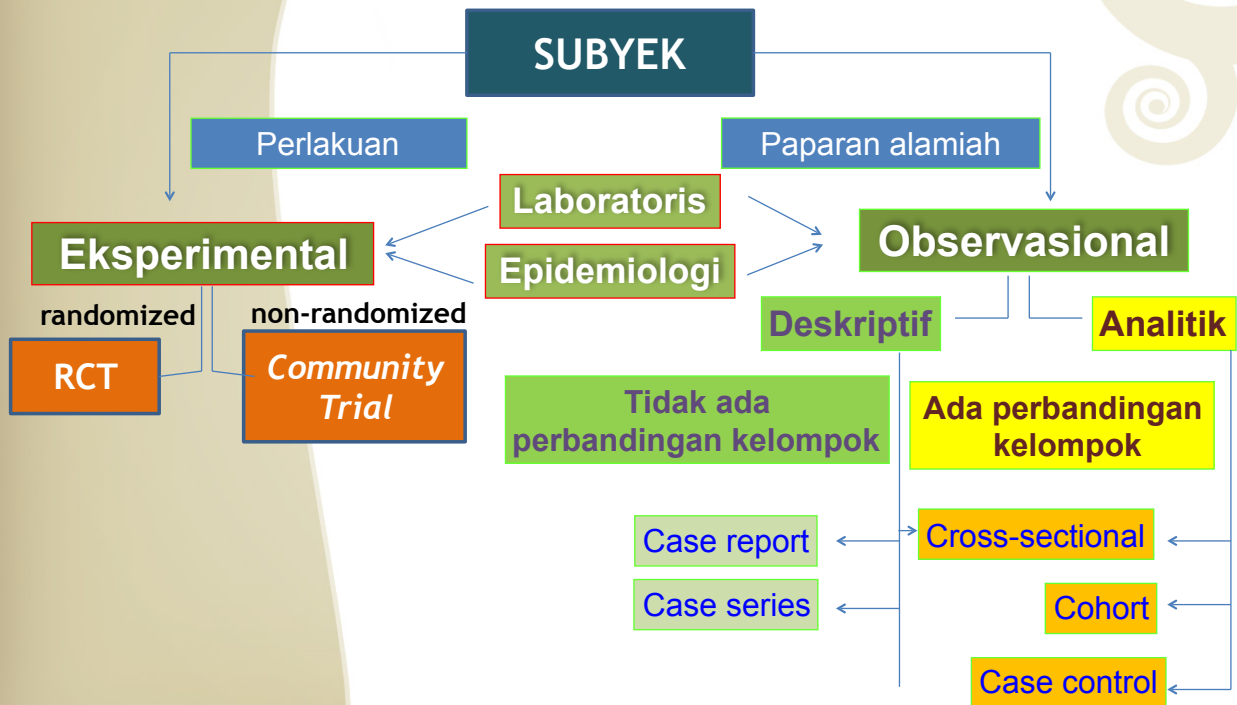 SUBYEK
Perlakuan
Paparan alamiah
Laboratoris
Epidemiologi
Eksperimental
Observasional
randomized
non-randomized
RCT
Community
Trial
Deskriptif
Analitik
Tidak ada
perbandingan kelompok
Ada perbandingan
kelompok
Case report
Cross-sectional
Case series
Cohort
Case control